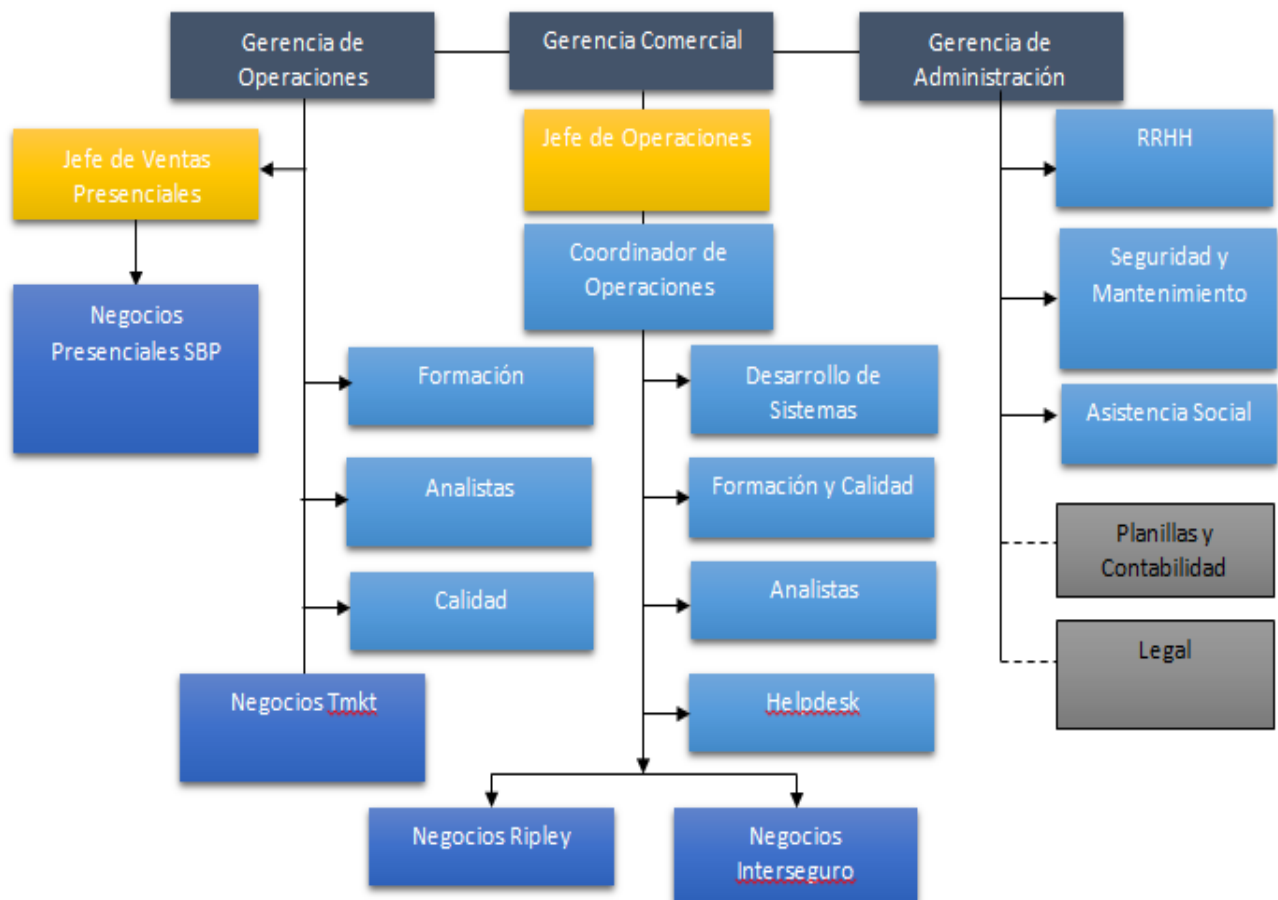 Gerencia de
Operaciones
Gerencia Comercial
Gerencia de
Administración
Jefe de Ventas
Presenciales
Jefe de Operaciones
RRHH
Coordinador de
Operaciones
Seguridad y
Mantenimiento
Negocios
Presenciales SBP
Formación
Desarrollo de
Sistemas
Asistencia Social
Analistas
Formación y Calidad
Planillas y
Contabilidad
Calidad
Analistas
Legal
Negocios Tmkt
Helpdesk
Negocios Ripley
Negocios
Interseguro